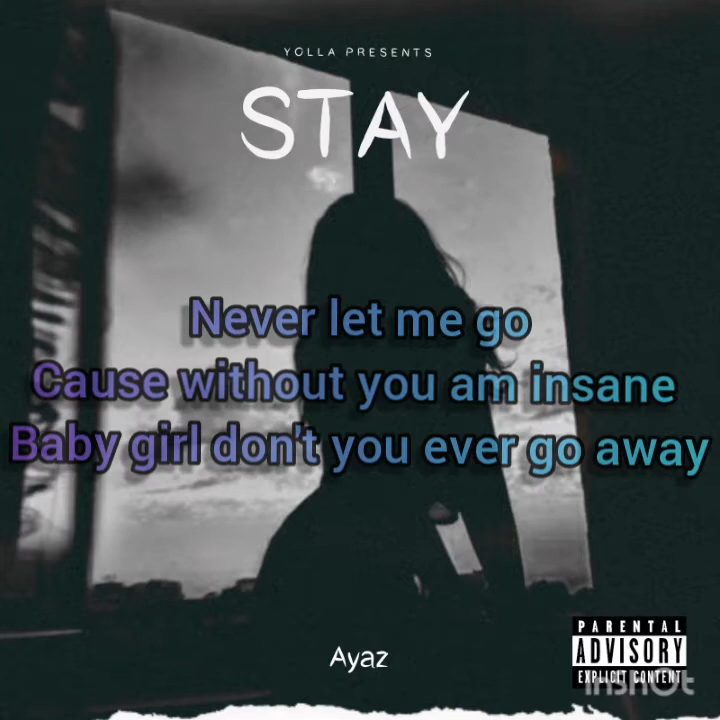 YOLLA PRESENTS
STAY
Never let me go
Cause without you am insane
Baby girl don't you ever go away
Ayaz
PARENTAL
ADVISORY
EXPLICIT CONTENT
InShot